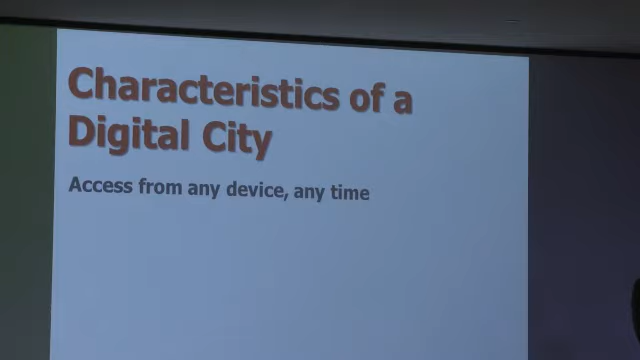 Characteristics of a
Digital City
Access from any device, any time